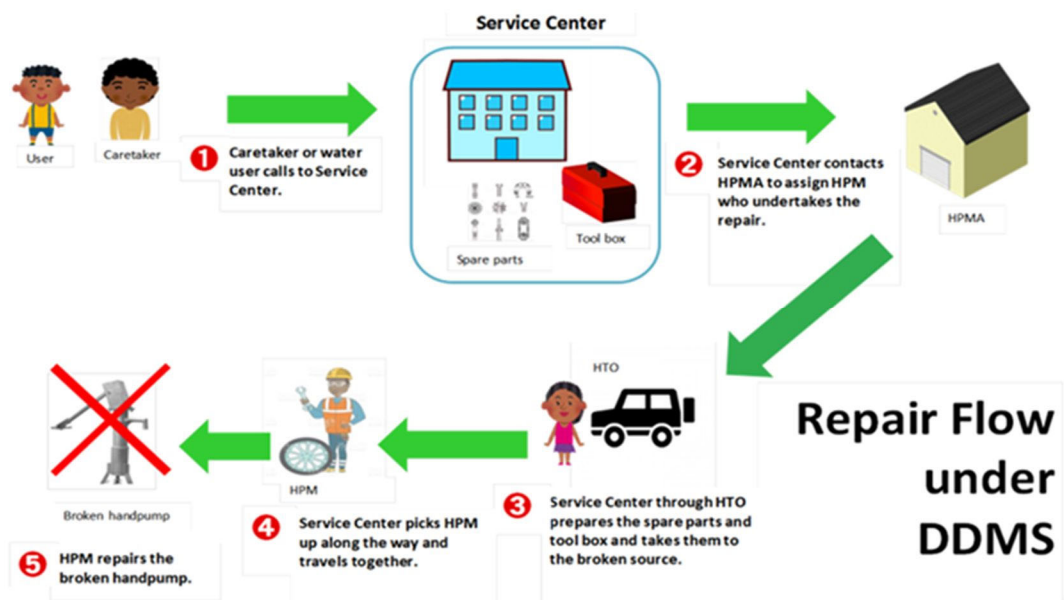 Service Center
User
Caretaker
1
Caretaker or water
user calls to Service
Center.
Spare parts
Tool box
2
Service Center contacts
HPMA to assign HPM
who undertakes the
repair.
HPMA
HTO
3
Service Center through HTO
prepares the spare parts and
tool box and takes them to
the broken source.
HPM
4
Service Center picks HPM
up along the way and
travels together.
Broken handpump
5
HPM repairs the
broken handpump.
Repair Flow
under
DDMS